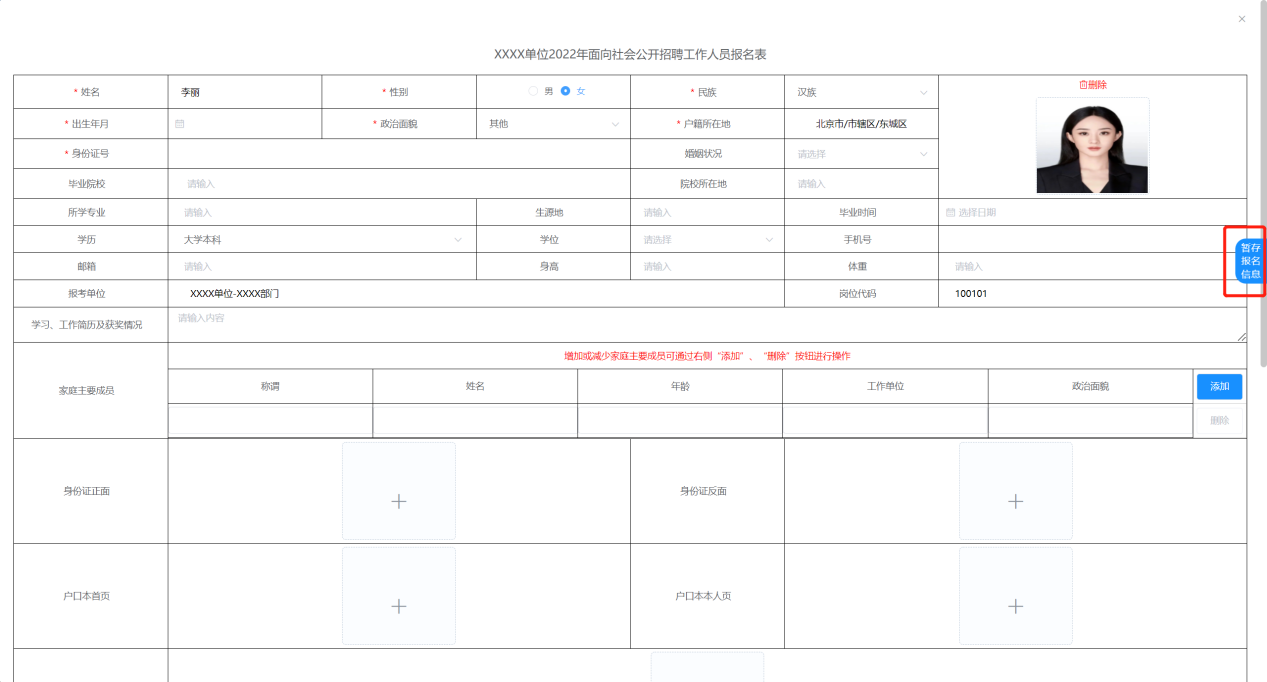 XXXX单位2022年面向社会公开招聘工作人员报名表
* 姓名 李丽 * 性别 男 女 * 民族 汉族 删除
* 出生年月 * 政治面貌 其他 * 户籍所在地 北京市/市辖区/东城区
* 身份证号 婚姻状况 请选择
毕业院校 请输入 院校所在地 请输入
所学专业 请输入 生源地 请输入 毕业时间 选择日期
学历 大学本科 学位 请选择 手机号
暂存
报名
信息
邮箱 请输入 身高 请输入 体重 请输入
报考单位 XXXX单位-XXXX部门 岗位代码 100101
学习、工作简历及获奖情况 请输入内容
增加或减少家庭主要成员可通过右侧“添加”、“删除”按钮进行操作
家庭主要成员 称谓 姓名 年龄 工作单位 政治面貌 添加
删除
身份证正面 身份证反面
户口本首页 户口本本人页